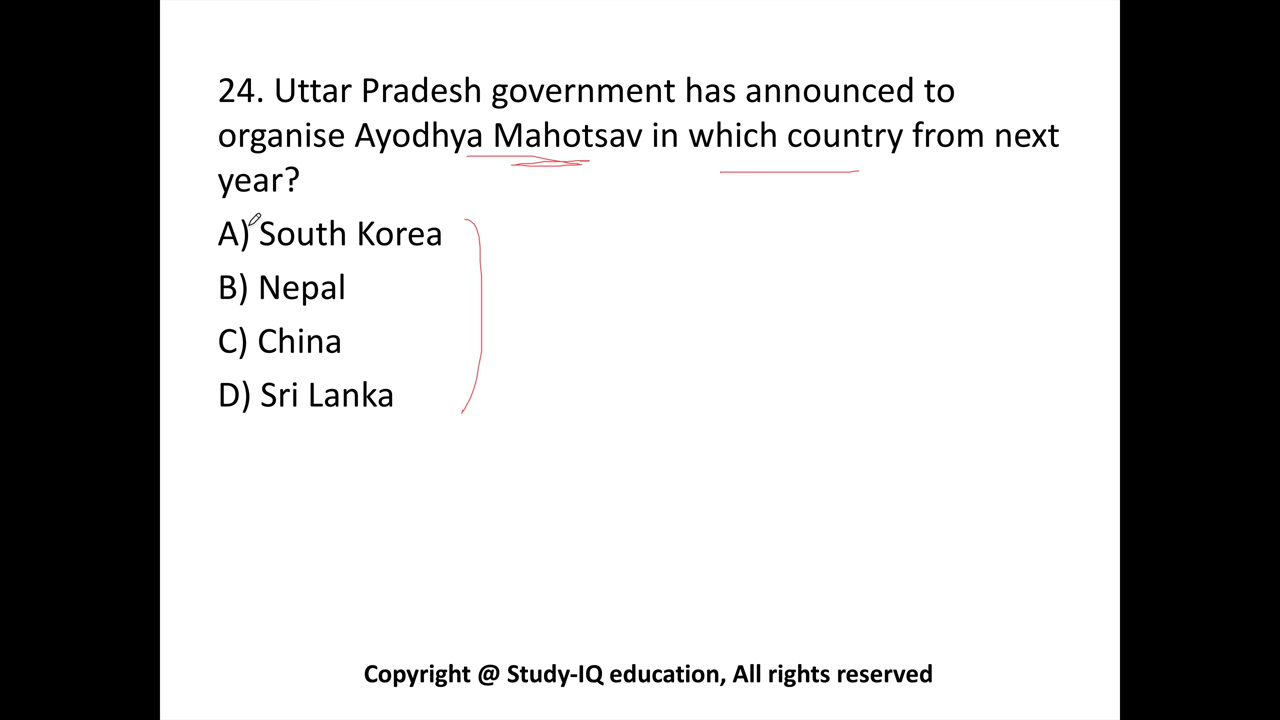 24. Uttar Pradesh government has announced to
organise Ayodhya Mahotsav in which country from next
year?
A) South Korea
B) Nepal
C) China
D) Sri Lanka
Copyright @ Study-IQ education, All rights reserved